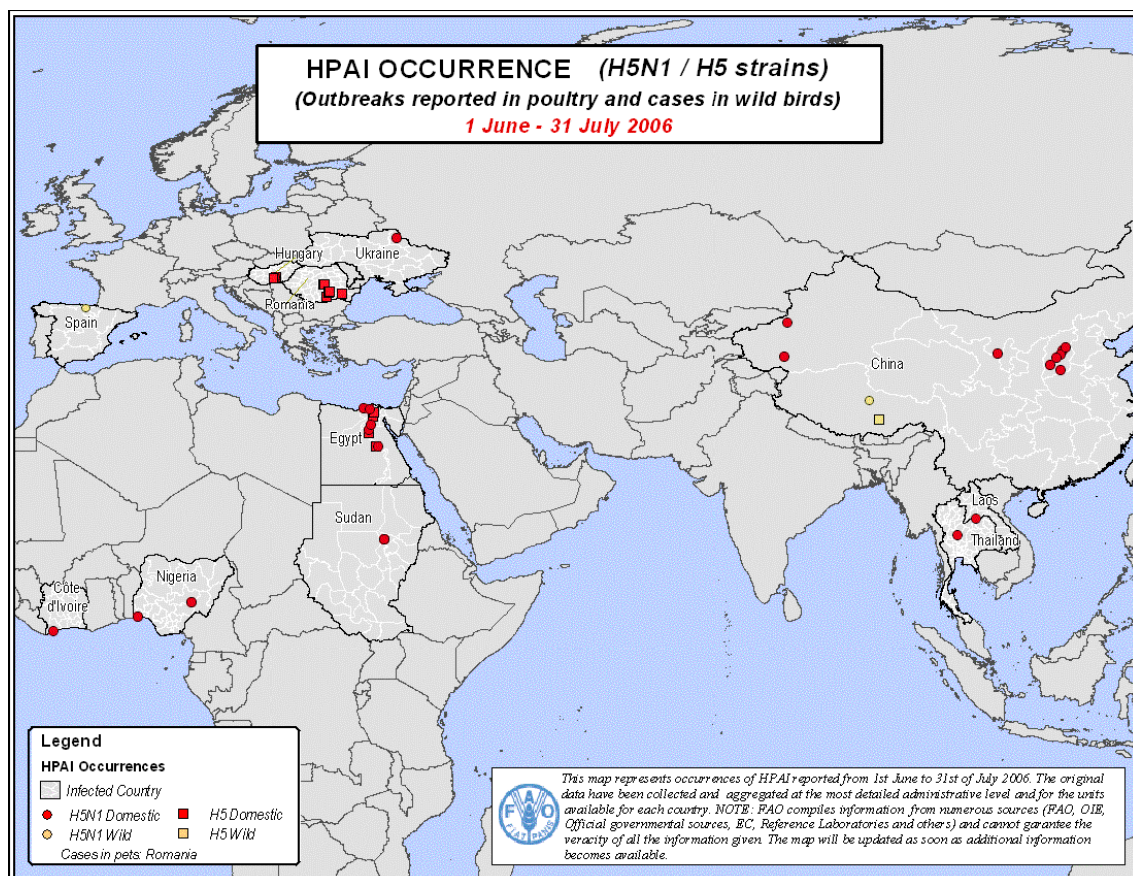 HPAI OCCURRENCE (H5N1 / H5 strains)
(Outbreaks reported in poultry and cases in wild birds)
1 June - 31 July 2006
Hungary
Ukraine
Romania
Spain
China
Egypt
Laos
Sudan
Thailand
Nigeria
Côte
d'Ivoire
Legend
HPAI Occurrences
Infected Country
H5N1 Domestic
H5 Domestic
H5N1 Wild
H5 Wild
Cases in pets: Romania
F A O
FIAT PANIS
This map represents occurrences of HPAI reported from 1st June to 31st of July 2006. The original
data have been collected and aggregated at the most detailed administrative level and for the units
available for each country. NOTE: FAO compiles information from numerous sources (FAO, OIE,
Official governmental sources, EC, Reference Laboratories and others) and cannot garantee the
veracity of all the information given. The map will be updated as soon as additional information
becomes available.